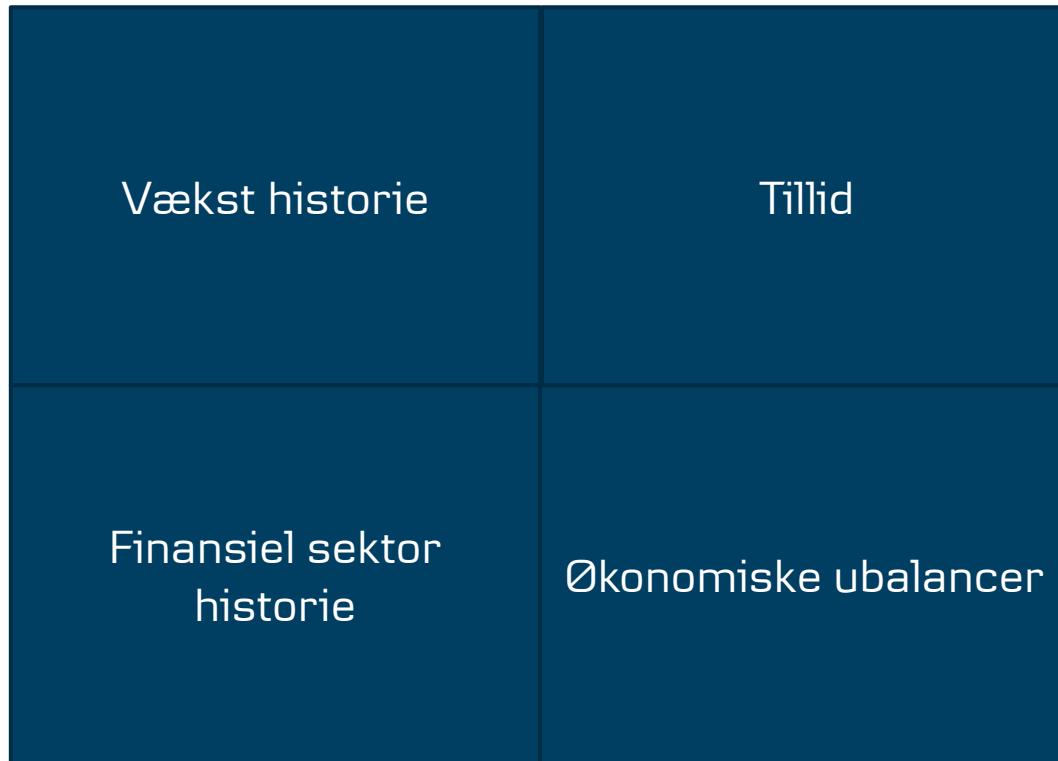 Vækst historie
Tillid
Finansiel sektor
historie
Økonomiske ubalancer